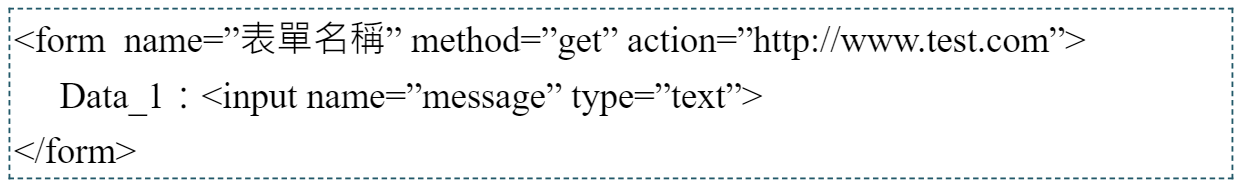 <form  name=”表單名稱” method=”get” action=”http://www.test.com”>
Data_1：<input name=”message” type=”text”>
</form>